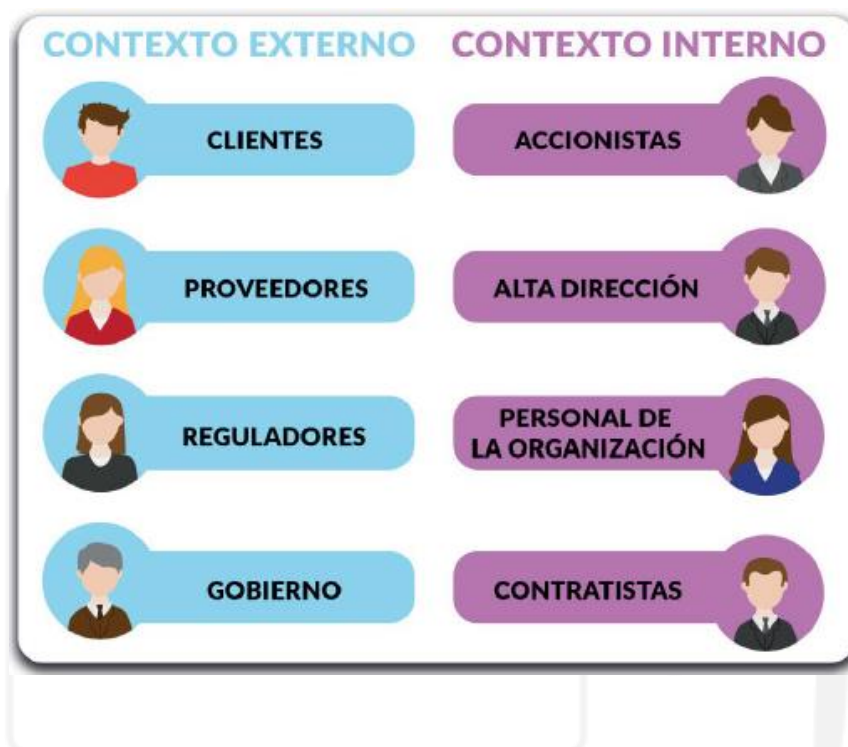 CONTEXTO EXTERNO
CLIENTES
PROVEEDORES
REGULADORES
GOBIERNO
CONTEXTO INTERNO
ACCIONISTAS
ALTA DIRECCIÓN
PERSONAL DE
LA ORGANIZACIÓN
CONTRATISTAS